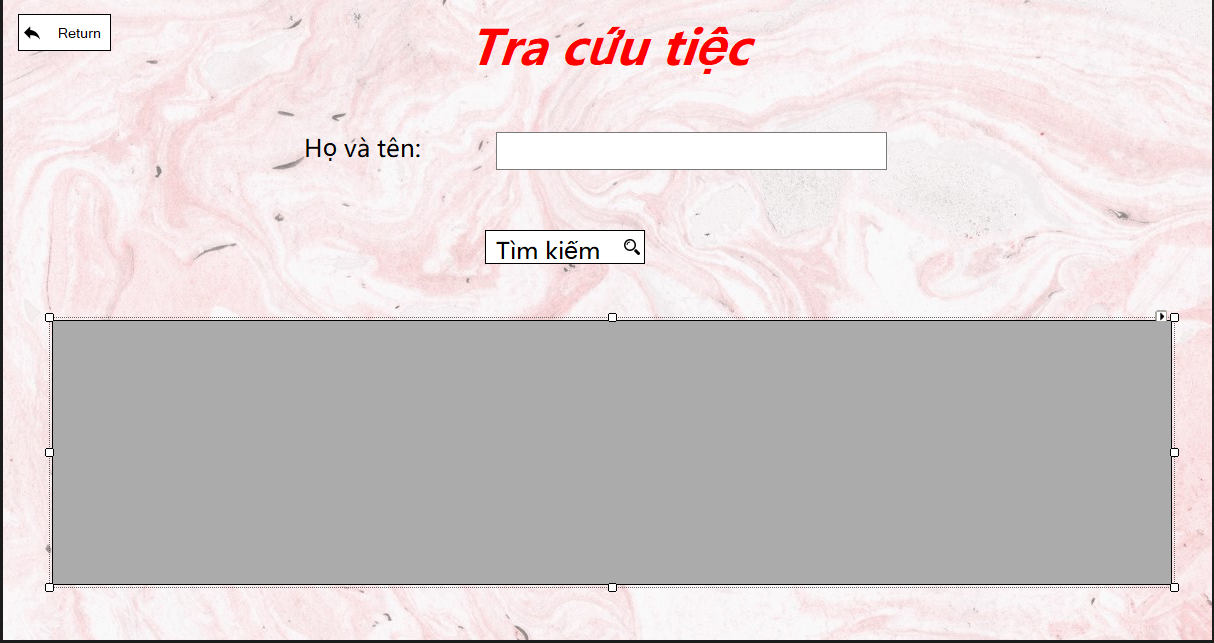 Return
Tra cứu tiệc
Họ và tên:
Tìm kiếm